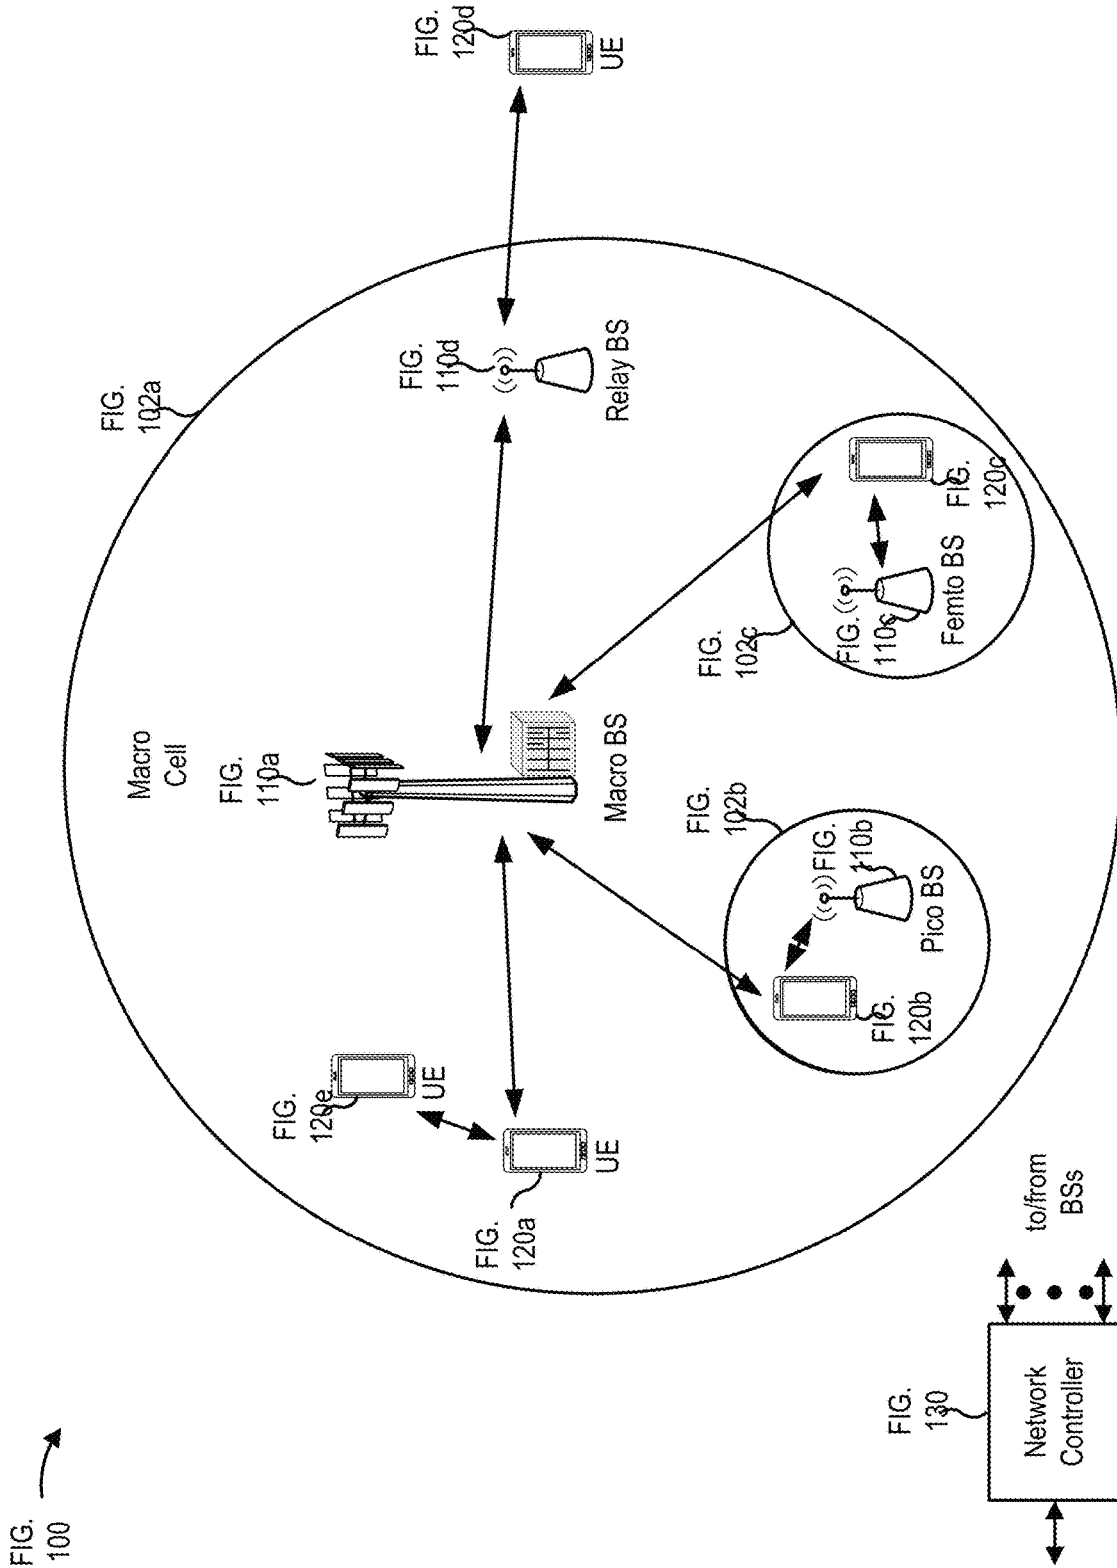 FIG.
100
Macro
Cell
FIG.
102a
FIG.
110a
FIG.
120d
UE
FIG.
110d
Relay BS
FIG.
120e
UE
FIG.
120a
UE
Macro BS
FIG.
102b
FIG.
110b
Pico BS
FIG.
120b
FIG.
102c
FIG.
110c
Femto BS
FIG.
120c
FIG.
130
Network
Controller
to/from
BSs